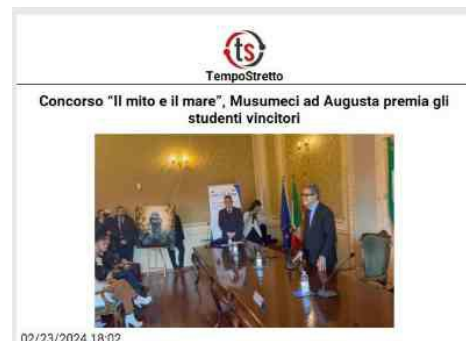 ts
TempoStretto
Concorso “Il mito e il mare”, Musumeci ad Augusta premia gli
studenti vincitori
02/23/2024 18:02